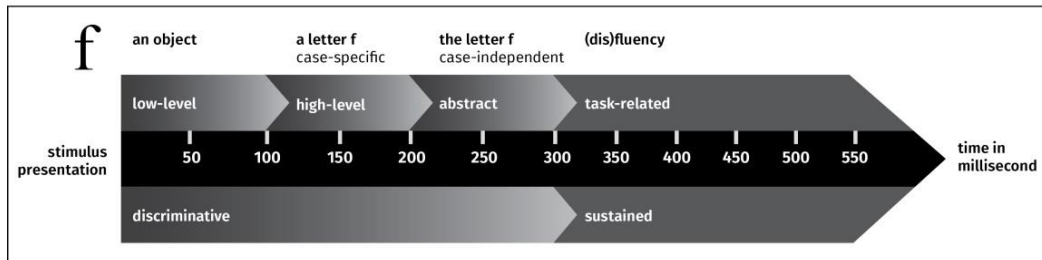 f
an object
a letter f
case-specific
the letter f
case-independent
(dis)fluency
low-level
high-level
abstract
task-related
stimulus
presentation
50 100 150 200 250 300 350 400 450 500 550
time in
millisecond
discriminative
sustained